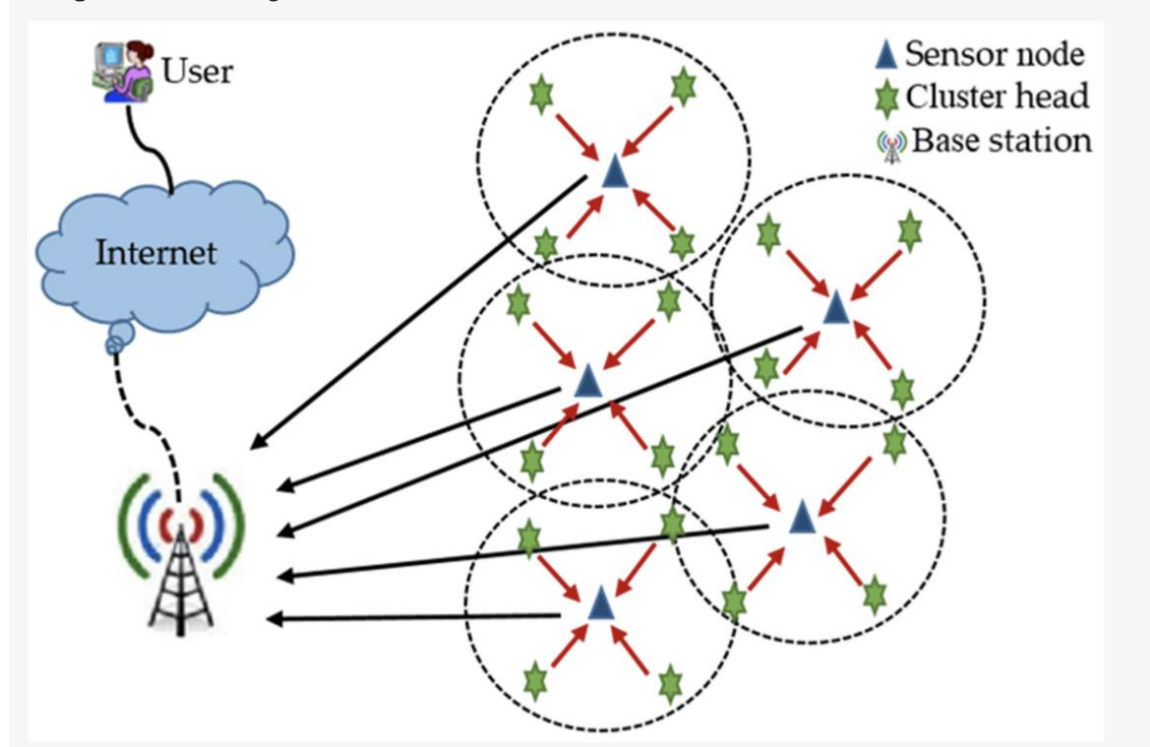 User
Internet
Sensor node
Cluster head
Base station